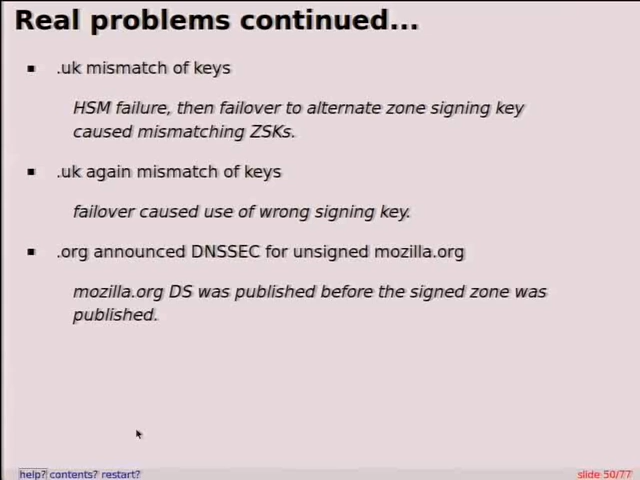 Real problems continued...
.uk mismatch of keys
HSM failure, then failover to alternate zone signing key
caused mismatching ZSKs.
.uk again mismatch of keys
failover caused use of wrong signing key.
.org announced DNSSEC for unsigned mozilla.org
mozilla.org DS was published before the signed zone was
published.
help? contents? restart?
slide 50/77